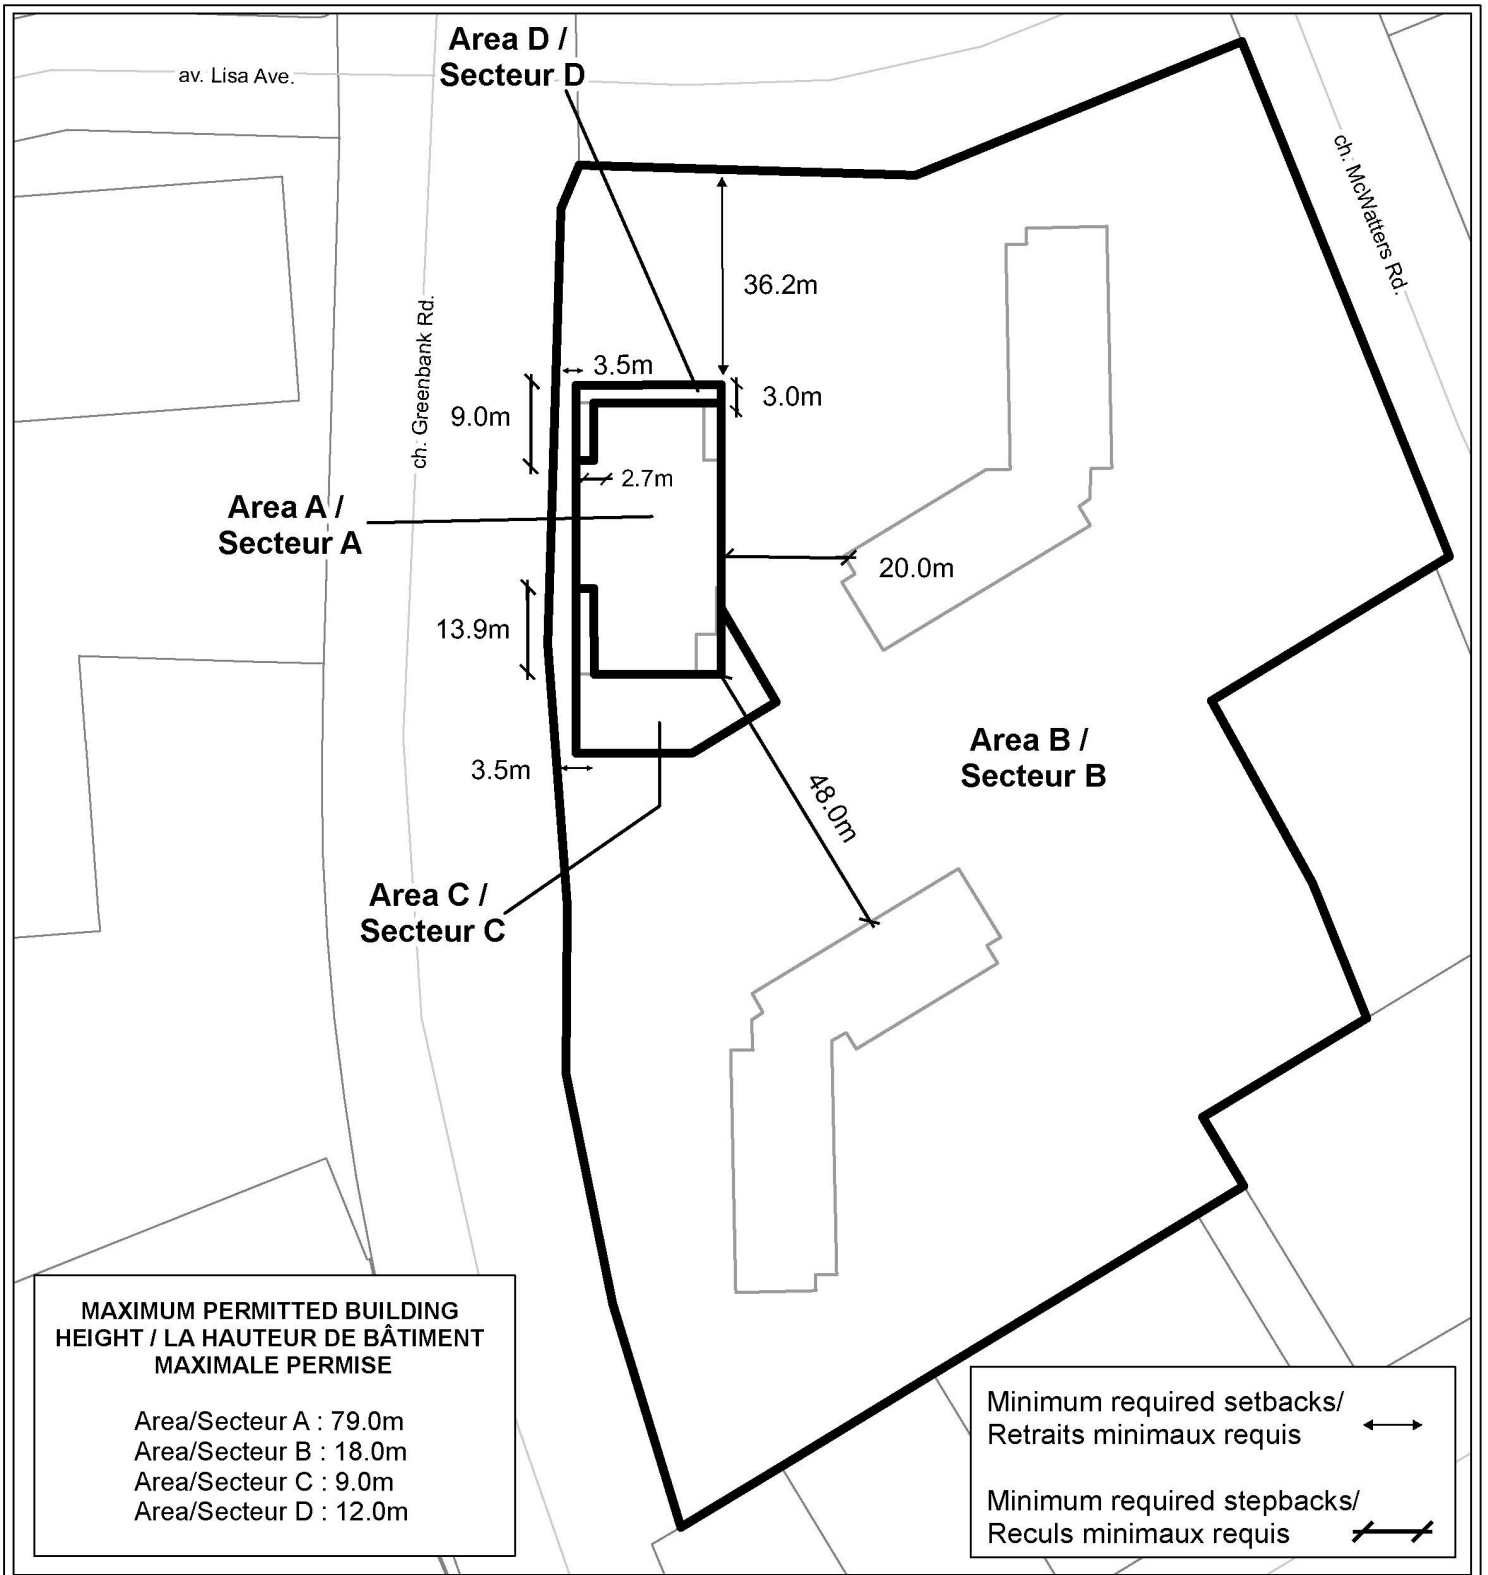 Area D /
Secteur D
av. Lisa Ave.
ch. McWatters Rd.
36.2m
ch. Greenbank Rd.
3.5m
3.0m
9.0m
2.7m
Area A /
Secteur A
20.0m
13.9m
Area B /
Secteur B
3.5m
48.0m
Area C /
Secteur C
MAXIMUM PERMITTED BUILDING
HEIGHT / LA HAUTEUR DE BÂTIMENT
MAXIMALE PERMISE
Area/Secteur A : 79.0m
Area/Secteur B : 18.0m
Area/Secteur C : 9.0m
Area/Secteur D : 12.0m
Minimum required setbacks/
Retraits minimaux requis
Minimum required stepbacks/
Reculs minimaux requis